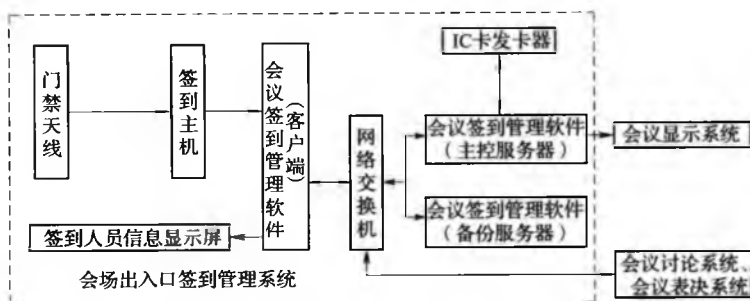 IC卡发卡器
门禁天线
签到主机
会议签到管理软件
(客户端)
网络交换机
会议签到管理软件
(主控服务器)
会议显示系统
会议签到管理软件
(备份服务器)
签到人员信息显示屏
会场出入口签到管理系统
会议讨论系统、
会议表决系统